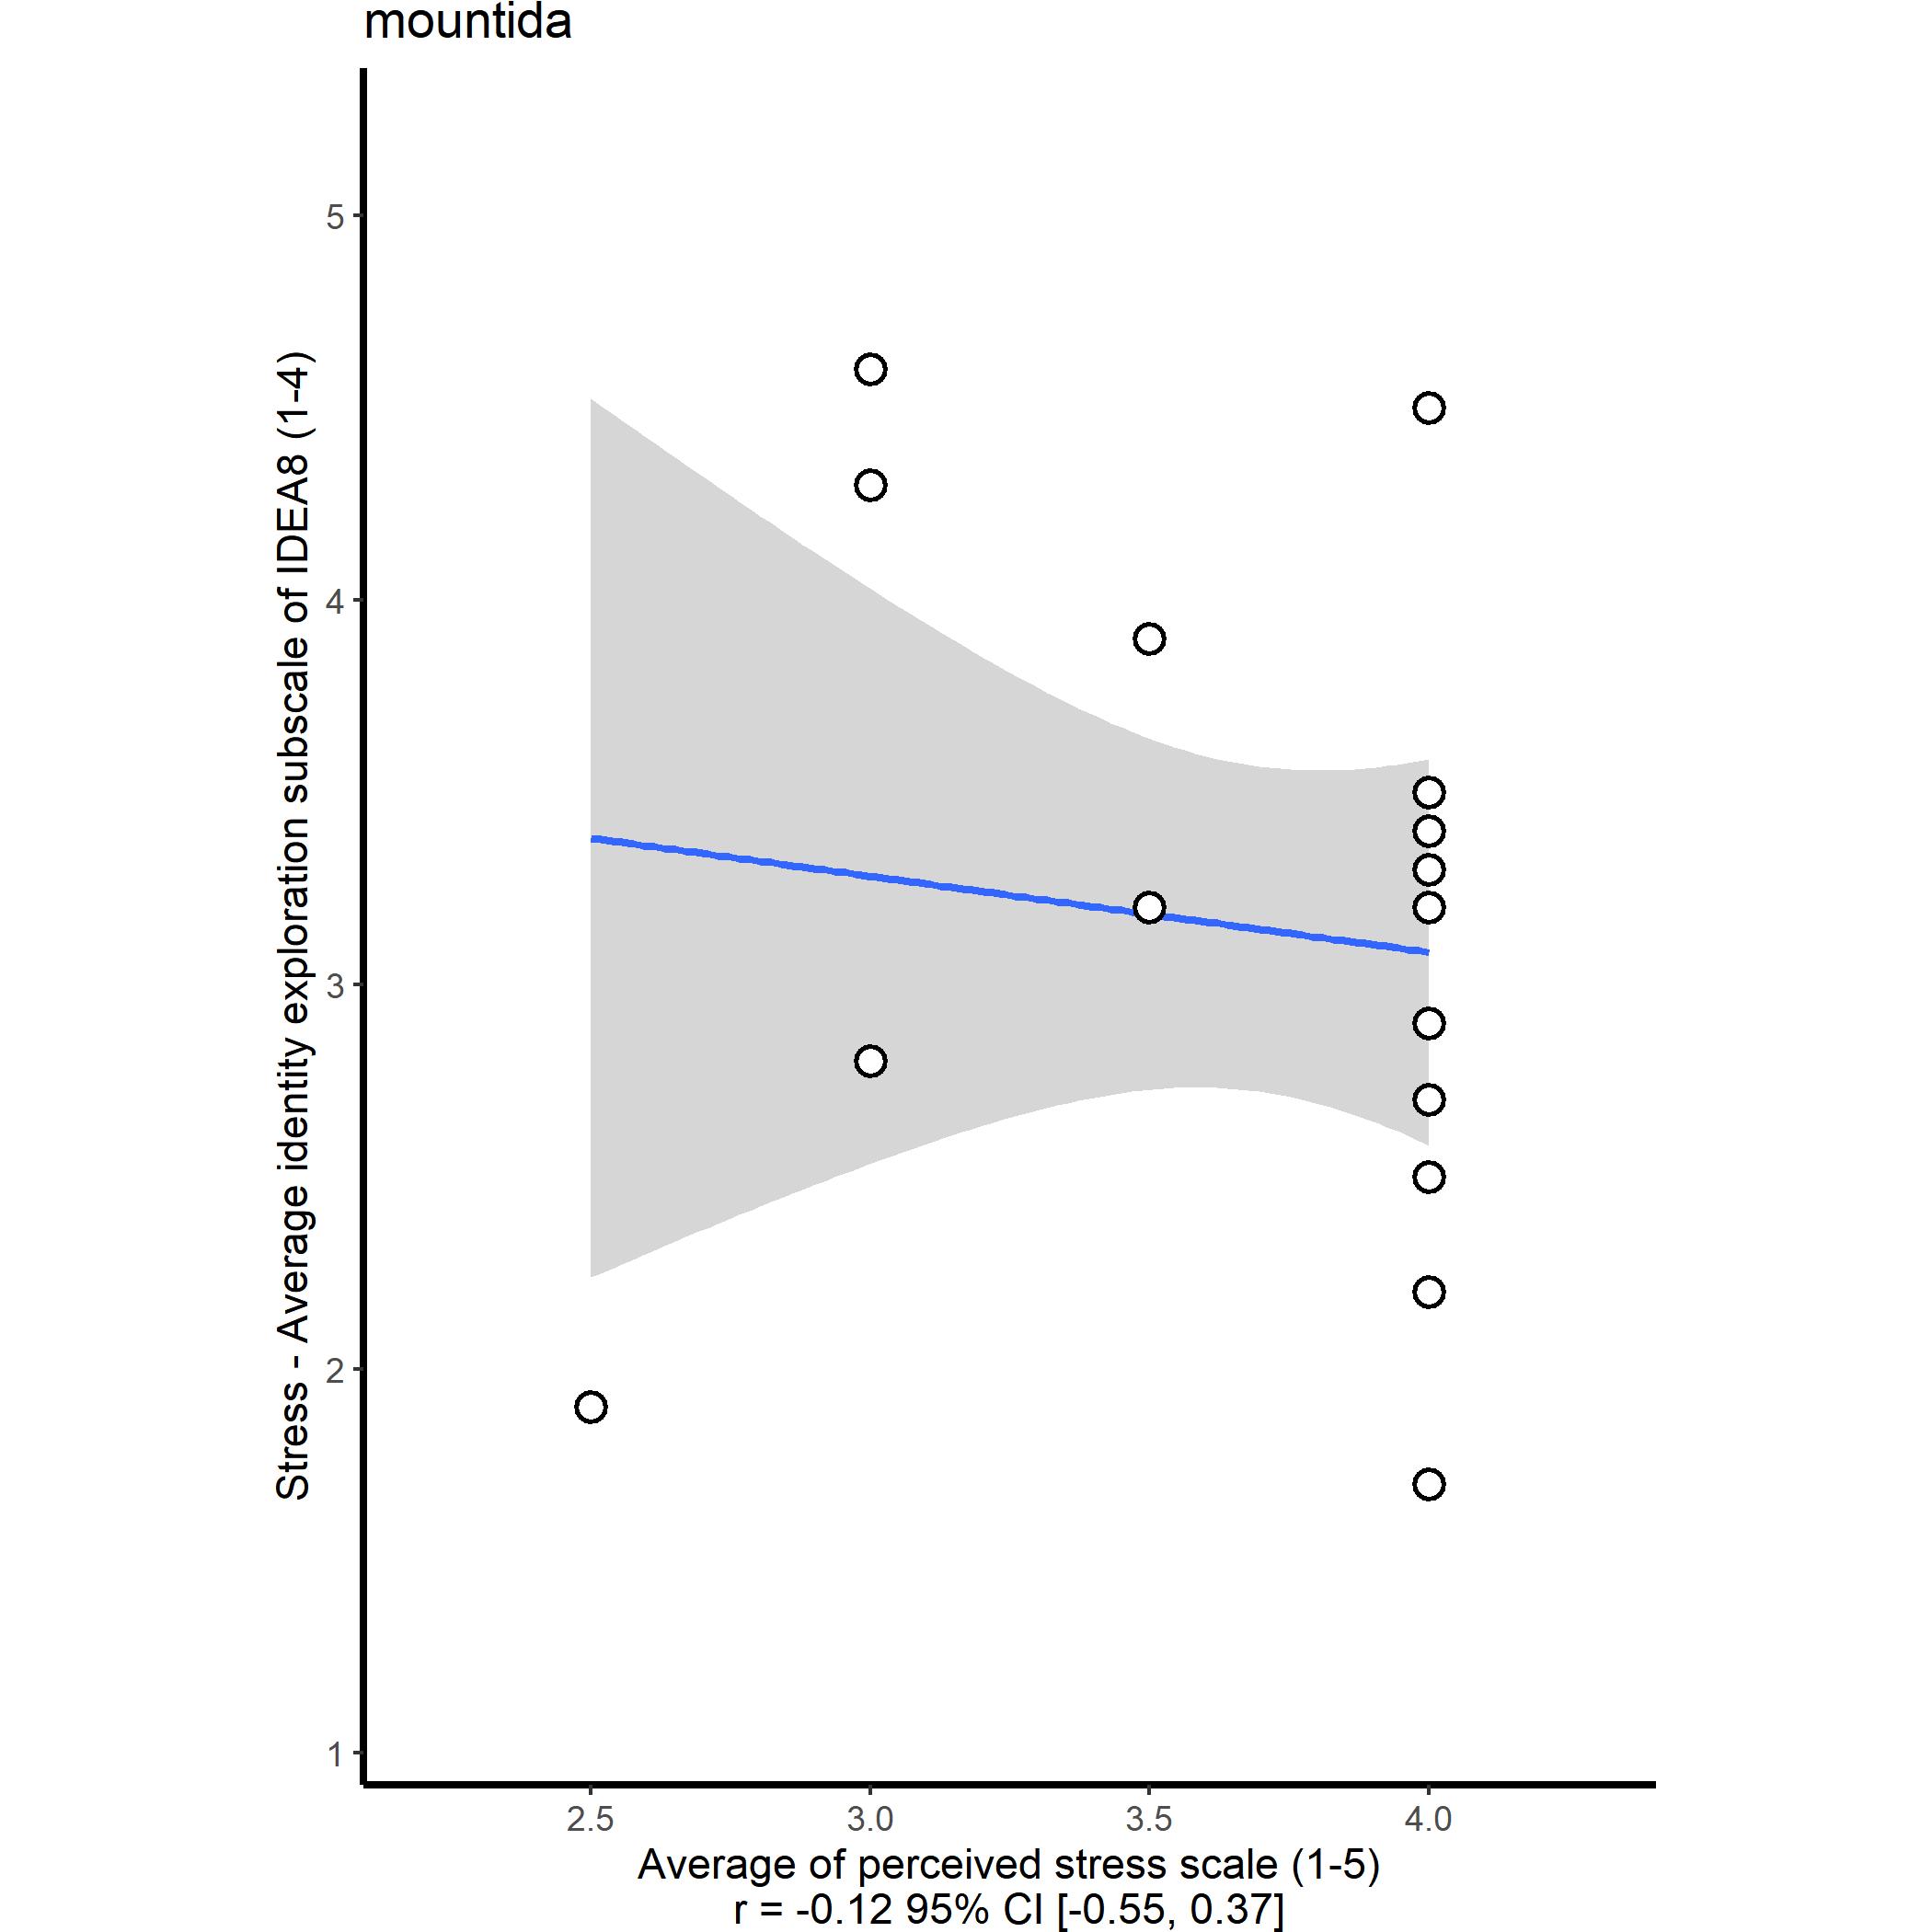 mountida
Stress - Average identity exploration subscale of IDEA8 (1-4)
5
4
3
2
1
2.5 3.0 3.5 4.0
Average of perceived stress scale (1-5)
r = -0.12 95% CI [-0.55, 0.37]